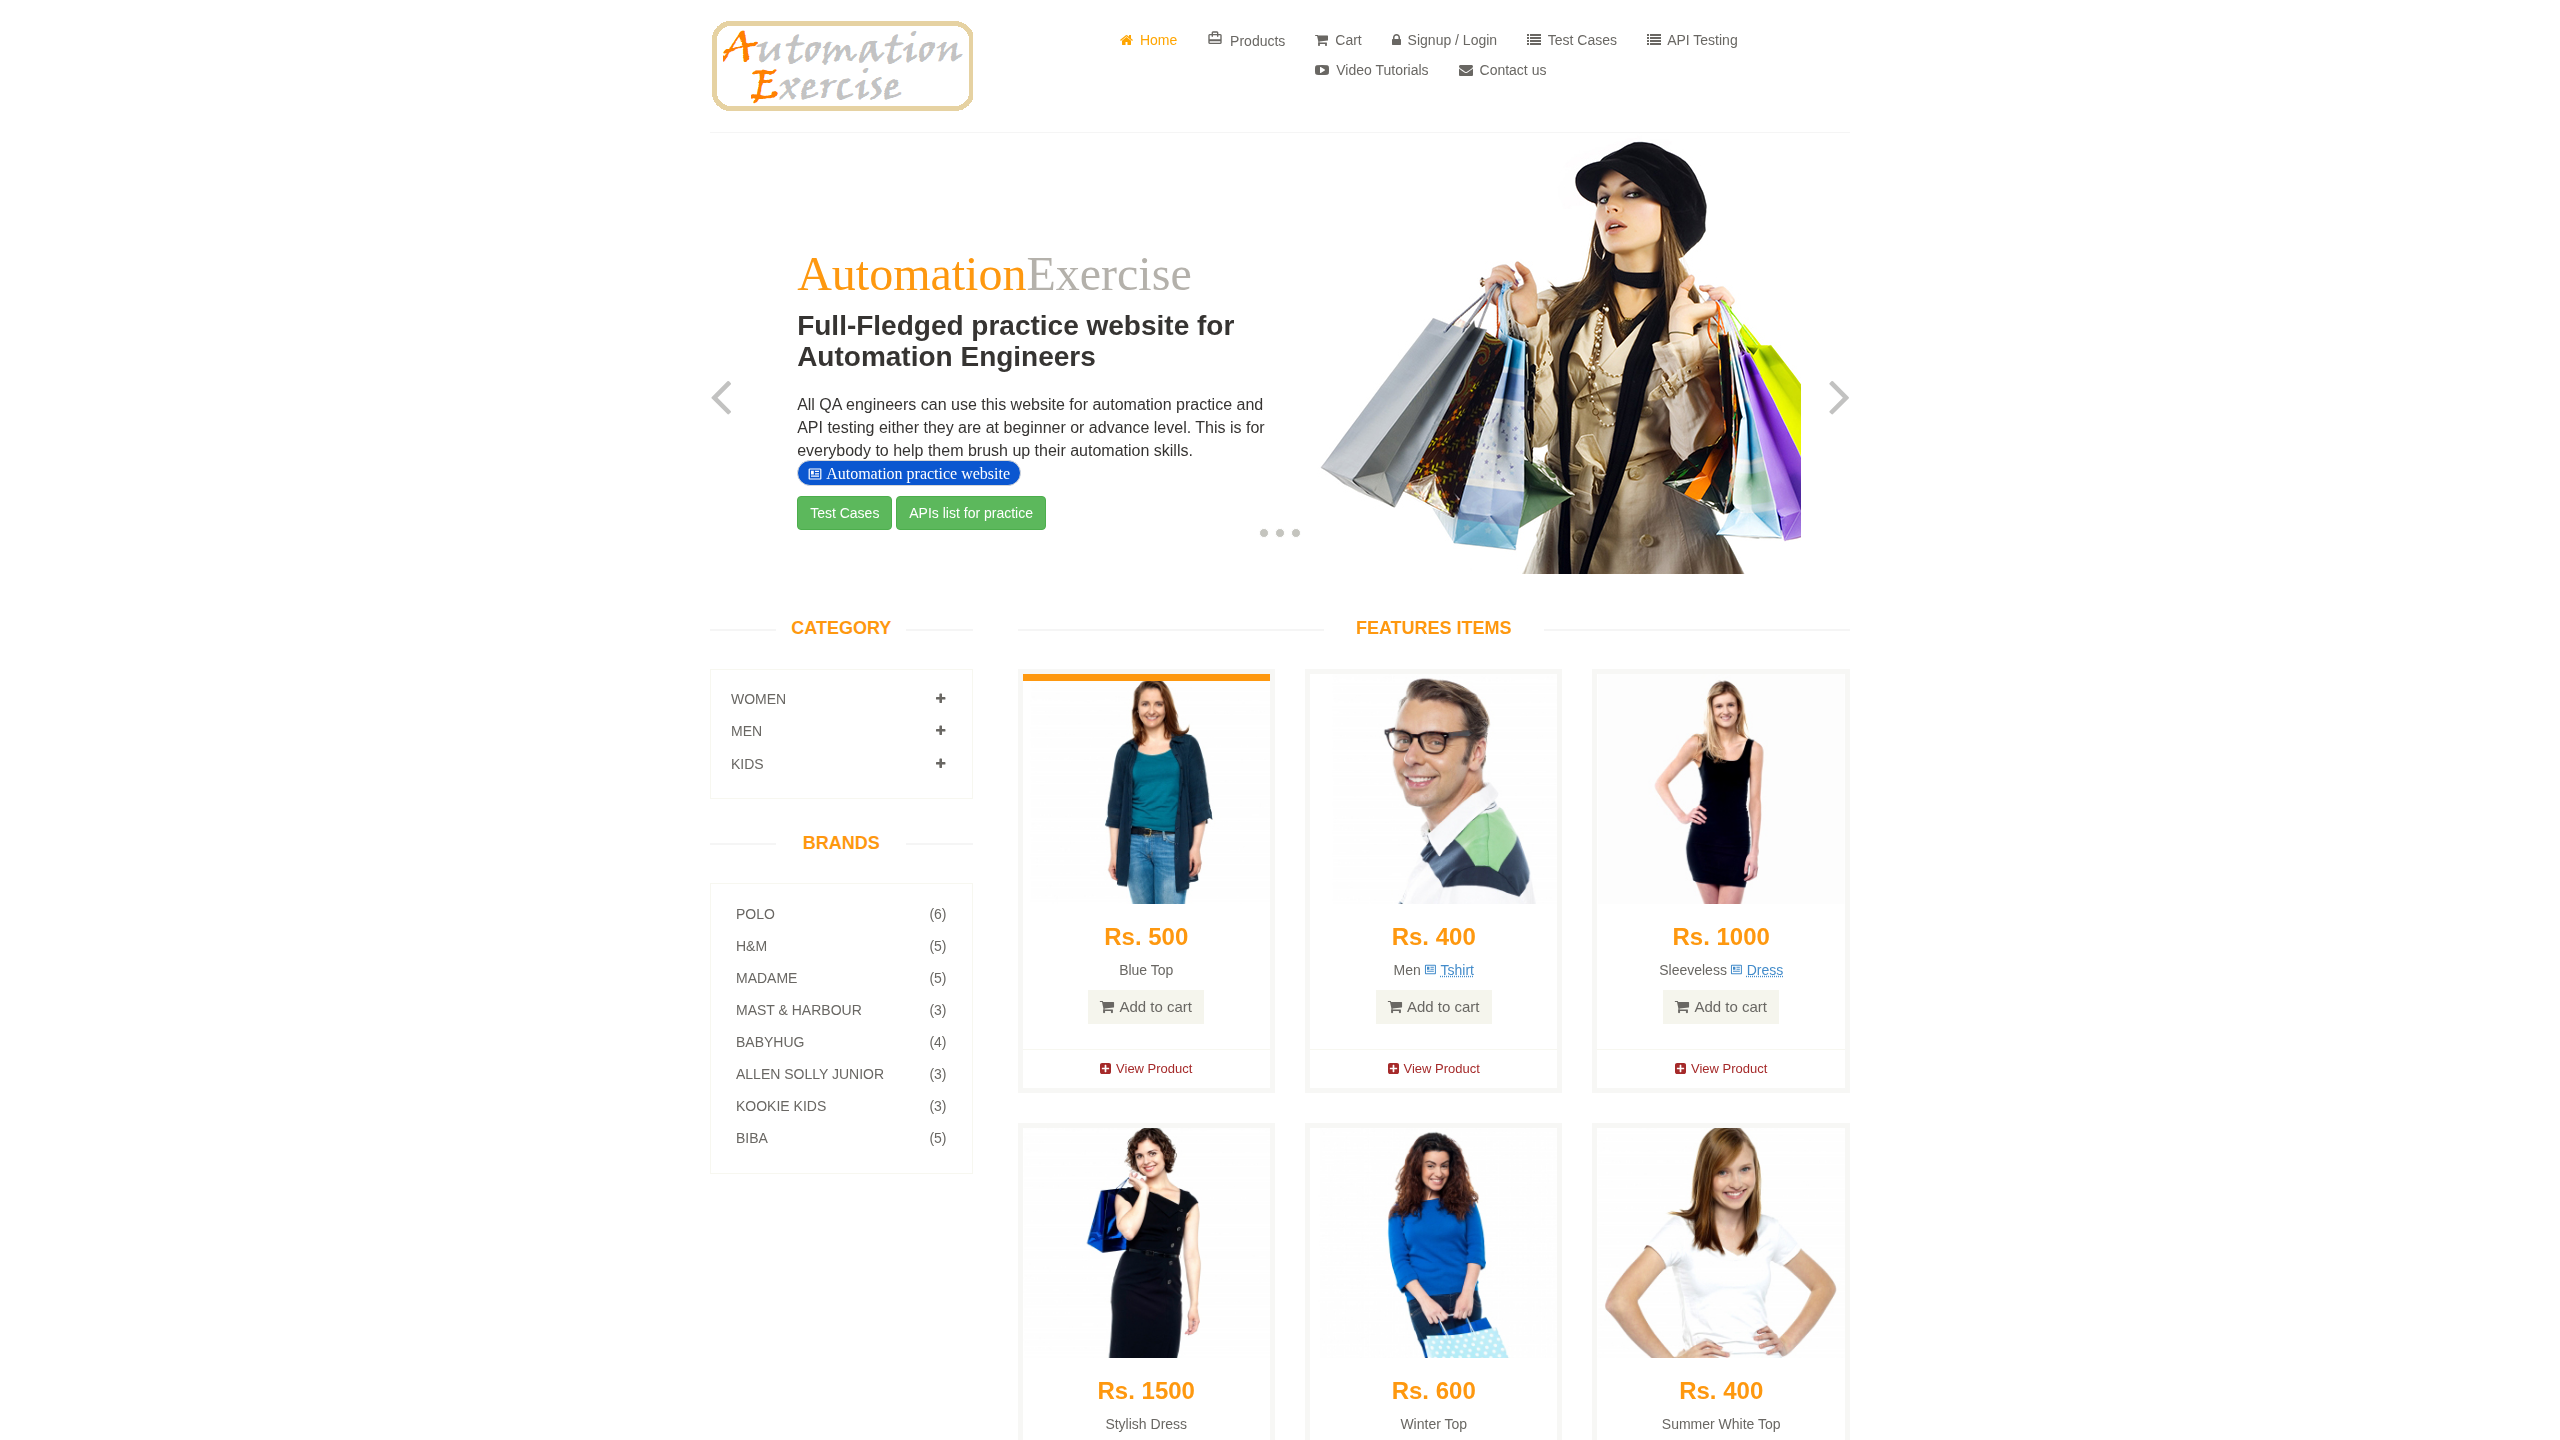 Automation
Exercise
Home Products Cart Signup / Login Test Cases API Testing
Video Tutorials Contact us
AutomationExercise
Full-Fledged practice website for
Automation Engineers
All QA engineers can use this website for automation practice and
API testing either they are at beginner or advance level. This is for
everybody to help them brush up their automation skills.
Automation practice website
Test Cases APIs list for practice
CATEGORY
WOMEN
MEN
KIDS
BRANDS
POLO (6)
H&M (5)
MADAME (5)
MAST & HARBOUR (3)
BABYHUG (4)
ALLEN SOLLY JUNIOR (3)
KOOKIE KIDS (3)
BIBA (5)
FEATURES ITEMS
Rs. 500
Blue Top
Add to cart
View Product
Rs. 400
Men Tshirt
Add to cart
View Product
Rs. 1000
Sleeveless Dress
Add to cart
View Product
Rs. 1500
Stylish Dress
Rs. 600
Winter Top
Rs. 400
Summer White Top